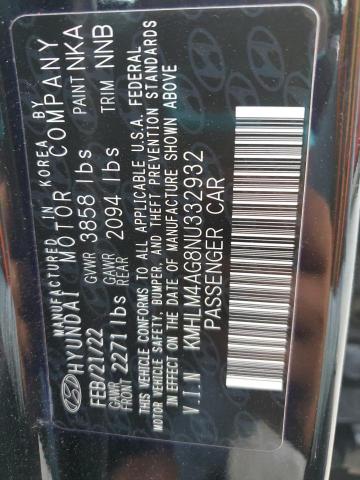 MANUFACTURED IN KOREA BY
HYUNDAI MOTOR COMPANY
FEB/21/22 GVWR 3858 lbs PAINT NKA
GAWR FRONT 2271 lbs GAWR REAR 2094 lbs TRIM NNB
THIS VEHICLE CONFORMS TO ALL APPLICABLE U.S.A. FEDERAL
MOTOR VEHICLE SAFETY, BUMPER, AND THEFT PREVENTION STANDARDS
IN EFFECT ON THE DATE OF MANUFACTURE SHOWN ABOVE
V.I.N KMHLM4AG8NU332932
PASSENGER CAR